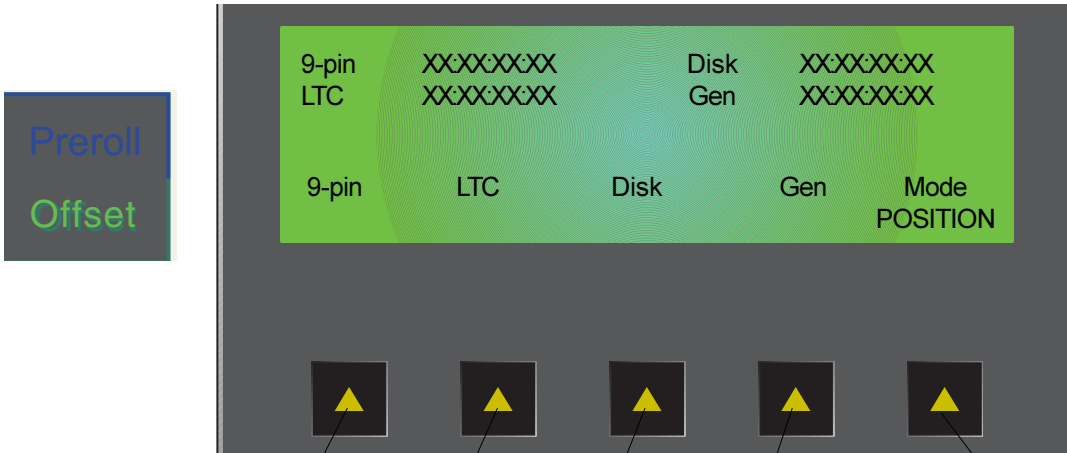 Preroll
Offset
9-pin XX:XX:XX:XX Disk XX:XX:XX:XX
LTC XX:XX:XX:XX Gen XX:XX:XX:XX
9-pin LTC Disk Gen Mode
POSITION